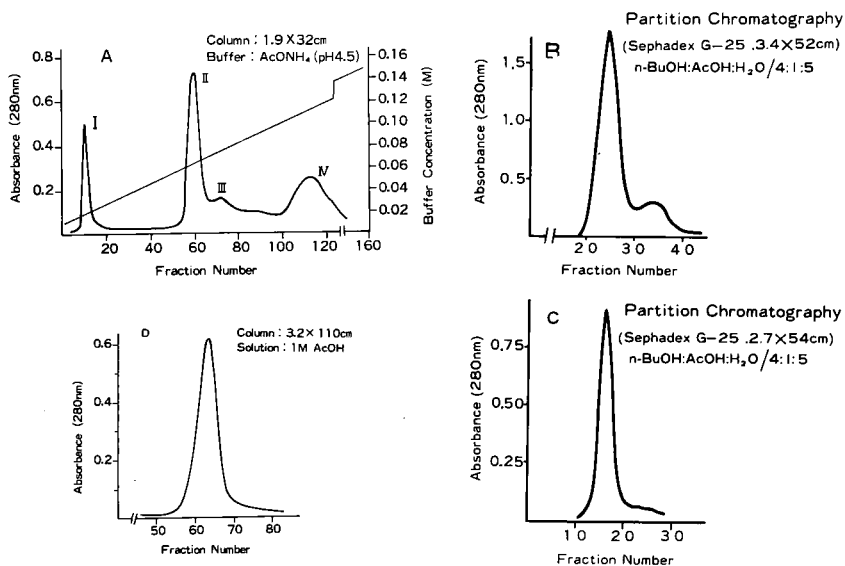 A
Column : 1.9 X 32cm
Buffer : AcONH₄ (pH4.5)
Absorbance (280nm)
0.8
0.6
0.4
0.2
I
II
III
IV
0.16
0.14
0.12
0.10
0.08
0.06
0.04
0.02
Buffer Concentration (M)
20 40 60 80 100 120 160
Fraction Number
B
Partition Chromatography
(Sephadex G-25 .3.4 X 52cm)
n-BuOH:AcOH:H₂O/4:1:5
Absorbance (280nm)
1.5
1.0
0.5
20 30 40
Fraction Number
D
Column : 3.2 X 110cm
Solution : 1M AcOH
Absorbance (280nm)
0.6
0.4
0.2
50 60 70 80
Fraction Number
C
Partition Chromatography
(Sephadex G-25 .2.7 X 54cm)
n-BuOH:AcOH:H₂O/4:1:5
Absorbance (280nm)
0.75
0.50
0.25
10 20 30
Fraction Number